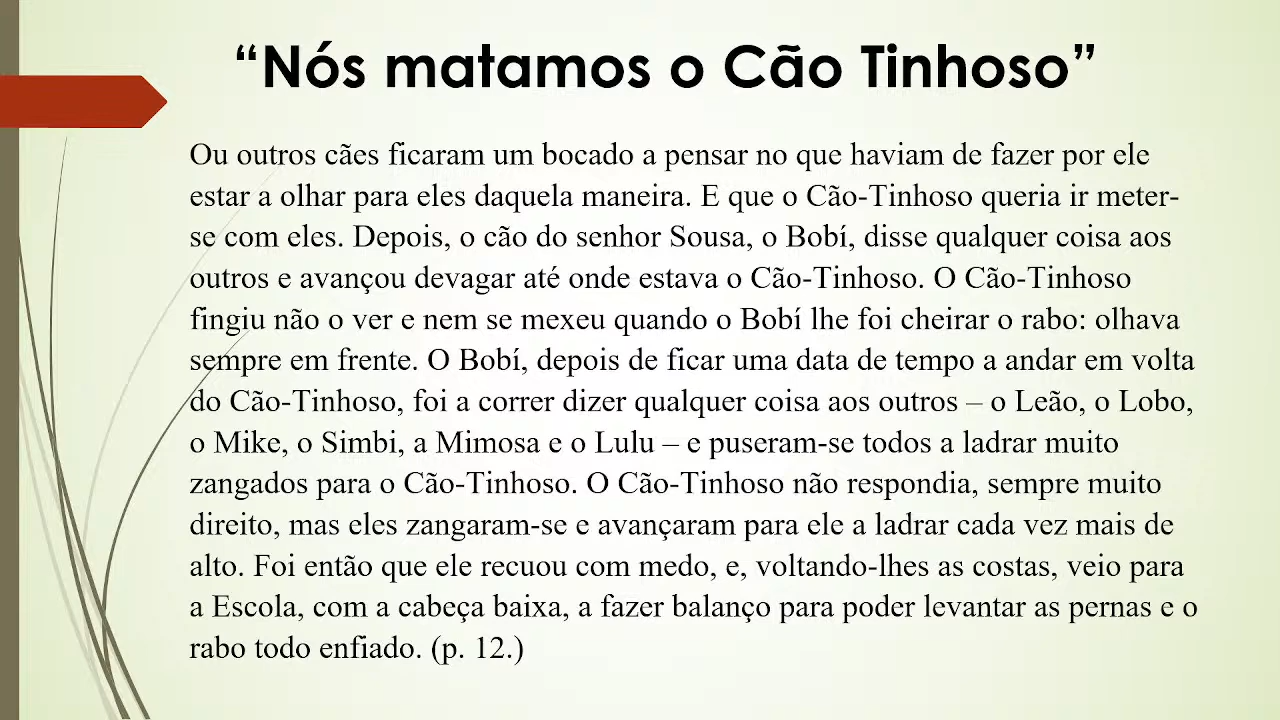 “Nós matamos o Cão Tinhoso”
Ou outros cães ficaram um bocado a pensar no que haviam de fazer por ele
estar a olhar para eles daquela maneira. E que o Cão-Tinhoso queria ir meter-
se com eles. Depois, o cão do senhor Sousa, o Bobí, disse qualquer coisa aos
outros e avançou devagar até onde estava o Cão-Tinhoso. O Cão-Tinhoso
fingiu não o ver e nem se mexeu quando o Bobí lhe foi cheirar o rabo: olhava
sempre em frente. O Bobí, depois de ficar uma data de tempo a andar em volta
do Cão-Tinhoso, foi a correr dizer qualquer coisa aos outros – o Leão, o Lobo,
o Mike, o Simbi, a Mimosa e o Lulu – e puseram-se todos a ladrar muito
zangados para o Cão-Tinhoso. O Cão-Tinhoso não respondia, sempre muito
direito, mas eles zangaram-se e avançaram para ele a ladrar cada vez mais de
alto. Foi então que ele recuou com medo, e, voltando-lhes as costas, veio para
a Escola, com a cabeça baixa, a fazer balanço para poder levantar as pernas e o
rabo todo enfiado. (p. 12.)